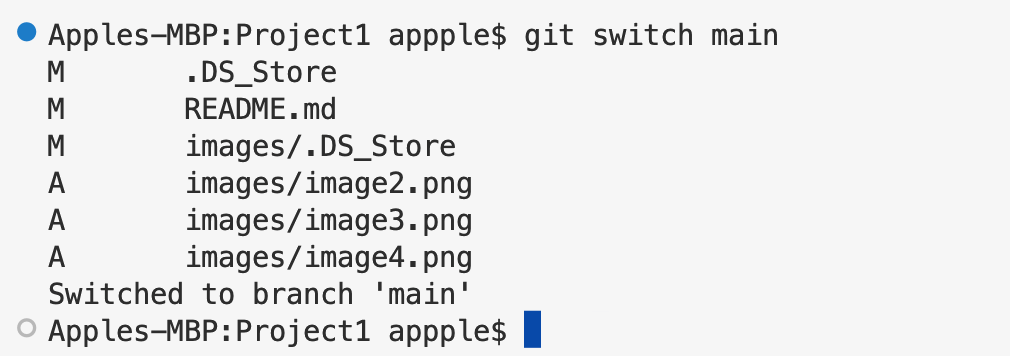 Apples-MBP:Project1 appple$ git switch main
M       .DS_Store
M       README.md
M       images/.DS_Store
A       images/image2.png
A       images/image3.png
A       images/image4.png
Switched to branch 'main'
Apples-MBP:Project1 appple$